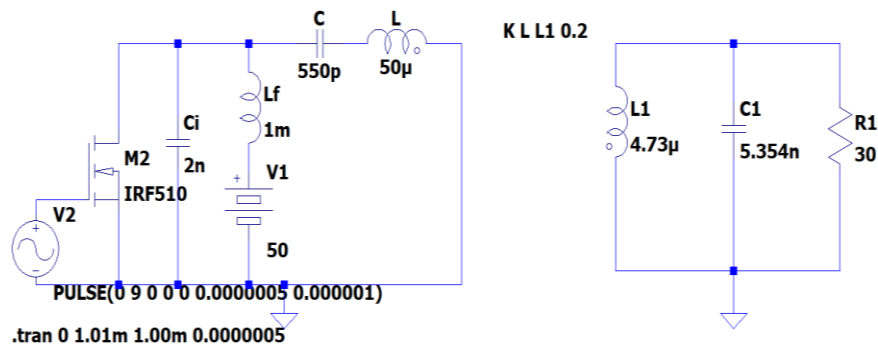 C
550p
L
50µ
K L L1 0.2
Lf
1m
Ci
2n
M2
IRF510
V1
+
50
V2
+
−
PULSE(0 9 0 0 0 0.0000005 0.000001)
.tran 0 1.01m 1.00m 0.0000005
L1
4.73µ
C1
5.354n
R1
30